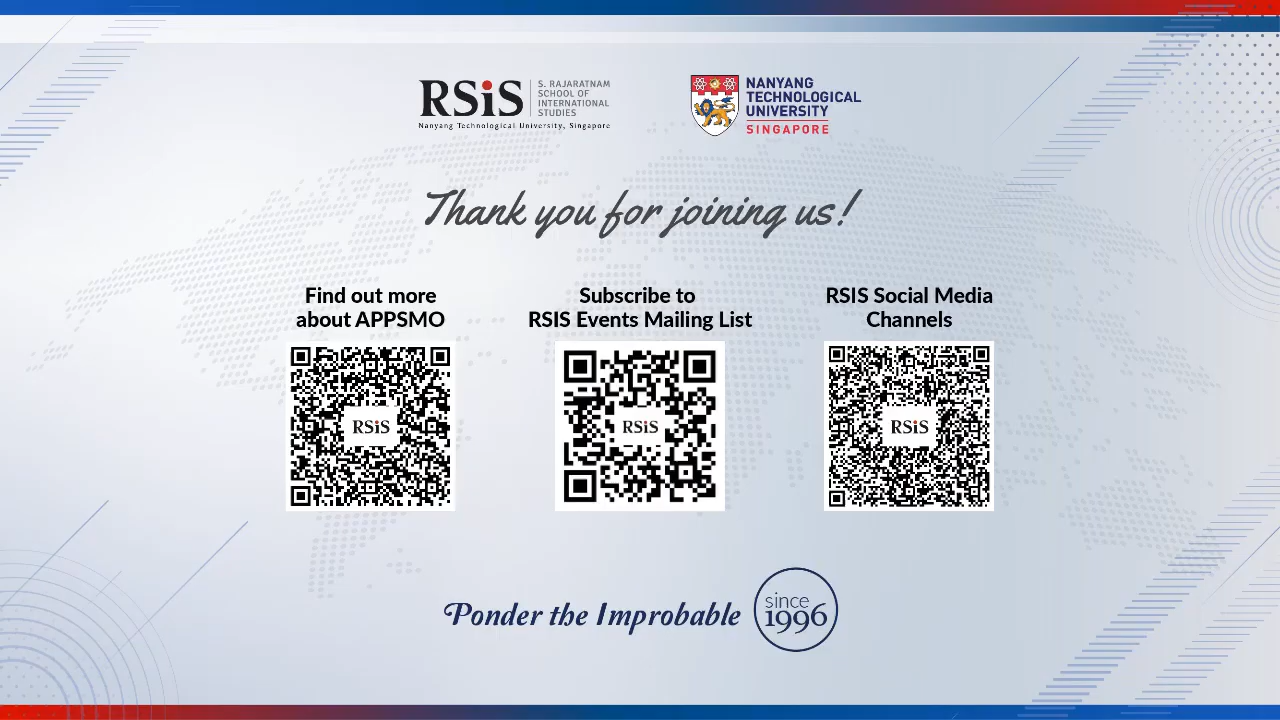 RSiS
S. RAJARATNAM
SCHOOL OF
INTERNATIONAL
STUDIES
Nanyang Technological University, Singapore
NANYANG
TECHNOLOGICAL
UNIVERSITY
SINGAPORE
Thank you for joining us!
Find out more
about APPSMO
Subscribe to
RSIS Events Mailing List
RSIS Social Media
Channels
RSiS
RSiS
RSiS
Ponder the Improbable
since
1996